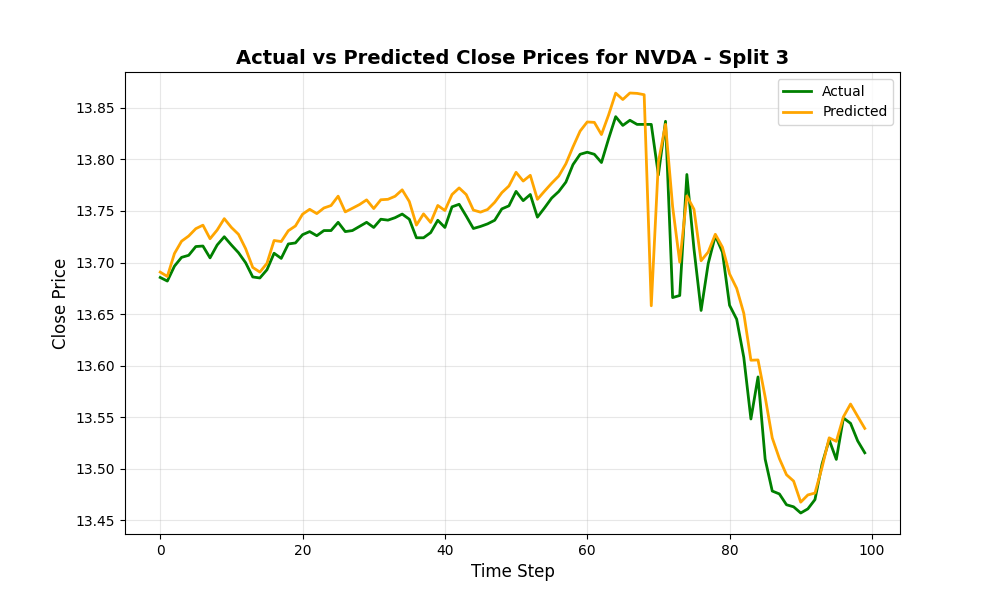 Actual vs Predicted Close Prices for NVDA - Split 3
Actual
Predicted
Close Price
13.85
13.80
13.75
13.70
13.65
13.60
13.55
13.50
13.45
0 20 40 60 80 100
Time Step